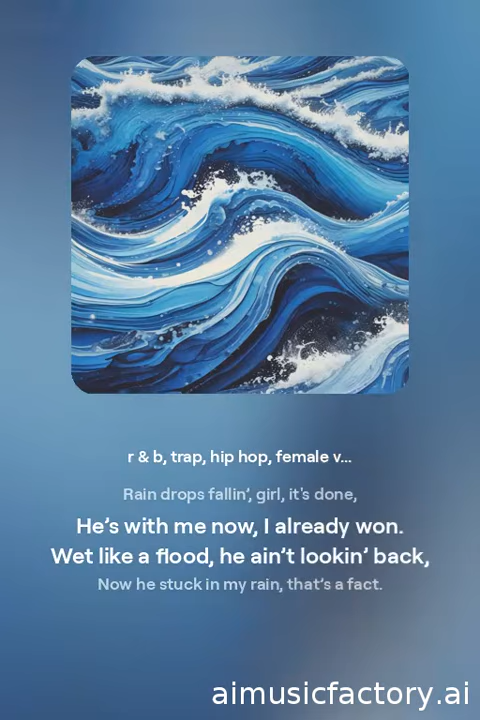 r & b, trap, hip hop, female v...
Rain drops fallin’, girl, it's done,
He’s with me now, I already won.
Wet like a flood, he ain’t lookin’ back,
Now he stuck in my rain, that’s a fact.
aimusicfactory.ai